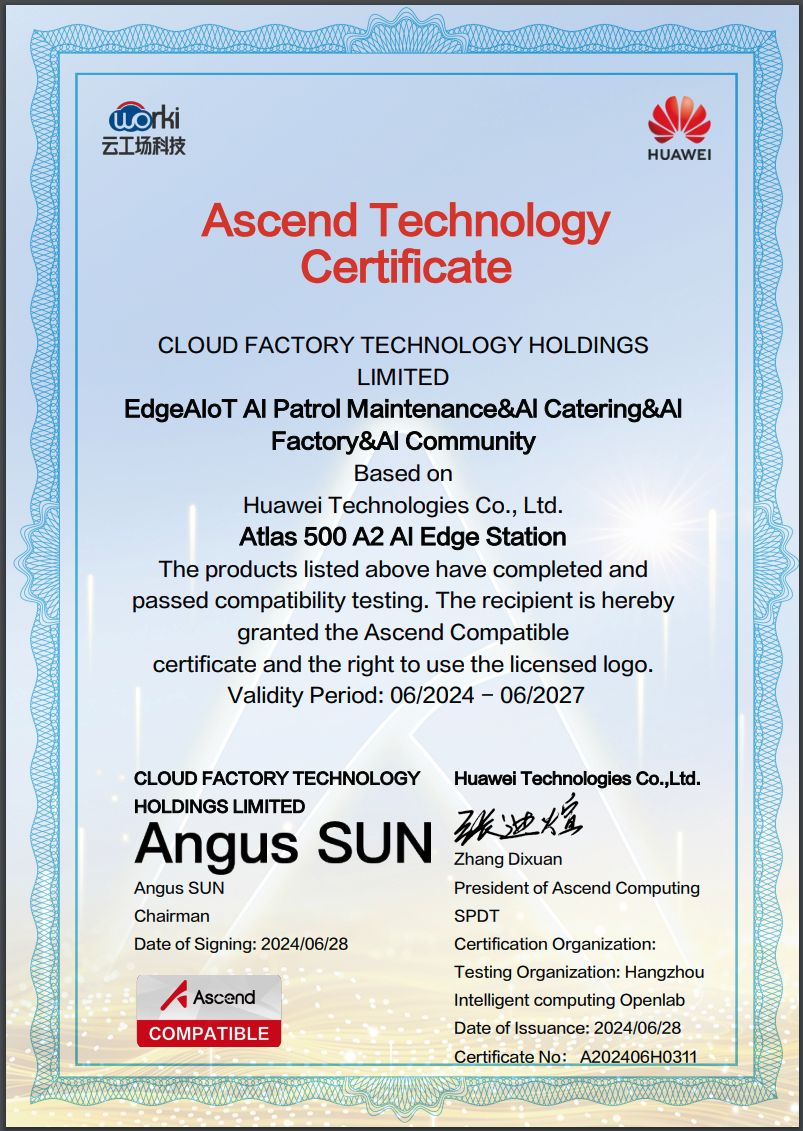 worki
云工场科技
HUAWEI
Ascend Technology
Certificate
CLOUD FACTORY TECHNOLOGY HOLDINGS
LIMITED
EdgeAIoT AI Patrol Maintenance&AI Catering&AI
Factory&AI Community
Based on
Huawei Technologies Co., Ltd.
Atlas 500 A2 AI Edge Station
The products listed above have completed and
passed compatibility testing. The recipient is hereby
granted the Ascend Compatible
certificate and the right to use the licensed logo.
Validity Period: 06/2024 – 06/2027
CLOUD FACTORY TECHNOLOGY
HOLDINGS LIMITED
Angus SUN
Angus SUN
Chairman
Date of Signing: 2024/06/28
Ascend
COMPATIBLE
Huawei Technologies Co.,Ltd.
张迪煊
Zhang Dixuan
President of Ascend Computing
SPDT
Certification Organization:
Testing Organization: Hangzhou
Intelligent computing Openlab
Date of Issuance: 2024/06/28
Certificate No： A202406H0311